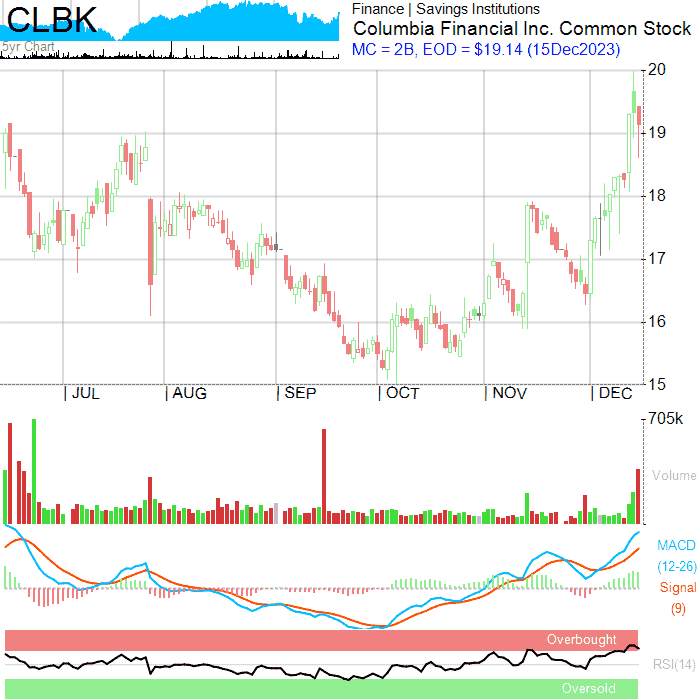 CLBK
5yr Chart
Finance | Savings Institutions
Columbia Financial Inc. Common Stock
MC = 2B, EOD = $19.14 (15Dec2023)
20
19
18
17
16
15
| JUL | AUG | SEP | OCT | NOV | DEC
705k
Volume
MACD
(12-26)
Signal
(9)
Overbought
RSI(14)
Oversold